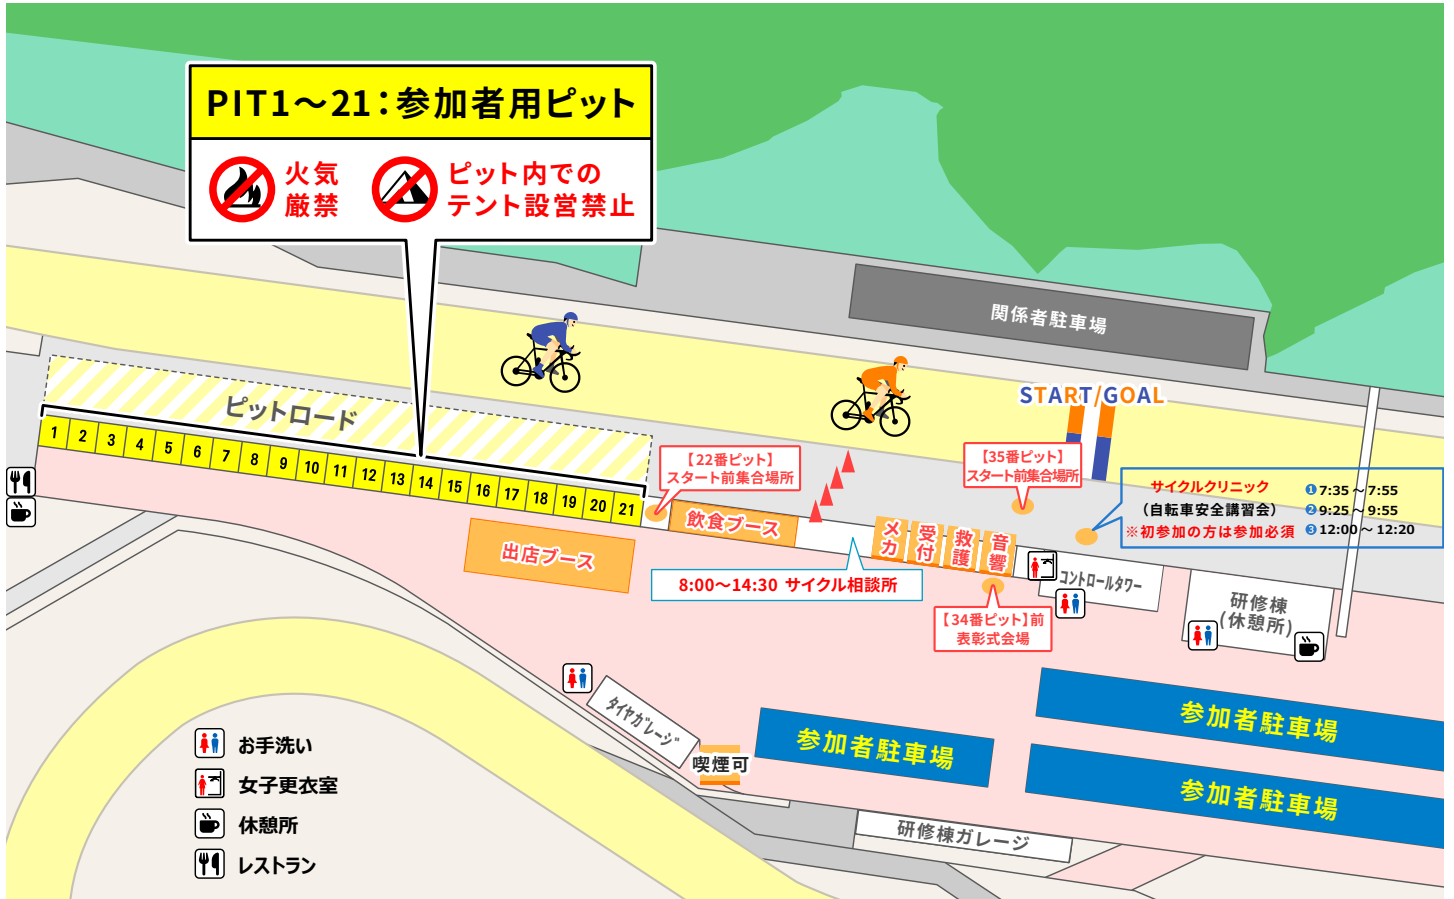 PIT1～21：参加者用ピット
火気
厳禁
ピット内での
テント設営禁止
関係者駐車場
START/GOAL
ピットロード
1 2 3 4 5 6 7 8 9 10 11 12 13 14 15 16 17 18 19 20 21
【22番ピット】
スタート前集合場所
【35番ピット】
スタート前集合場所
サイクルクリニック
（自転車安全講習会）
※初参加の方は参加必須
❶7:35～7:55
❷9:25～9:55
❸12:00～12:20
飲食ブース
出店ブース
メカ
受付
救護
音響
8:00～14:30 サイクル相談所
コントロールタワー
【34番ピット】前
表彰式会場
研修棟
(休憩所)
タイヤガレージ
喫煙可
参加者駐車場
参加者駐車場
参加者駐車場
研修棟ガレージ
お手洗い
女子更衣室
休憩所
レストラン